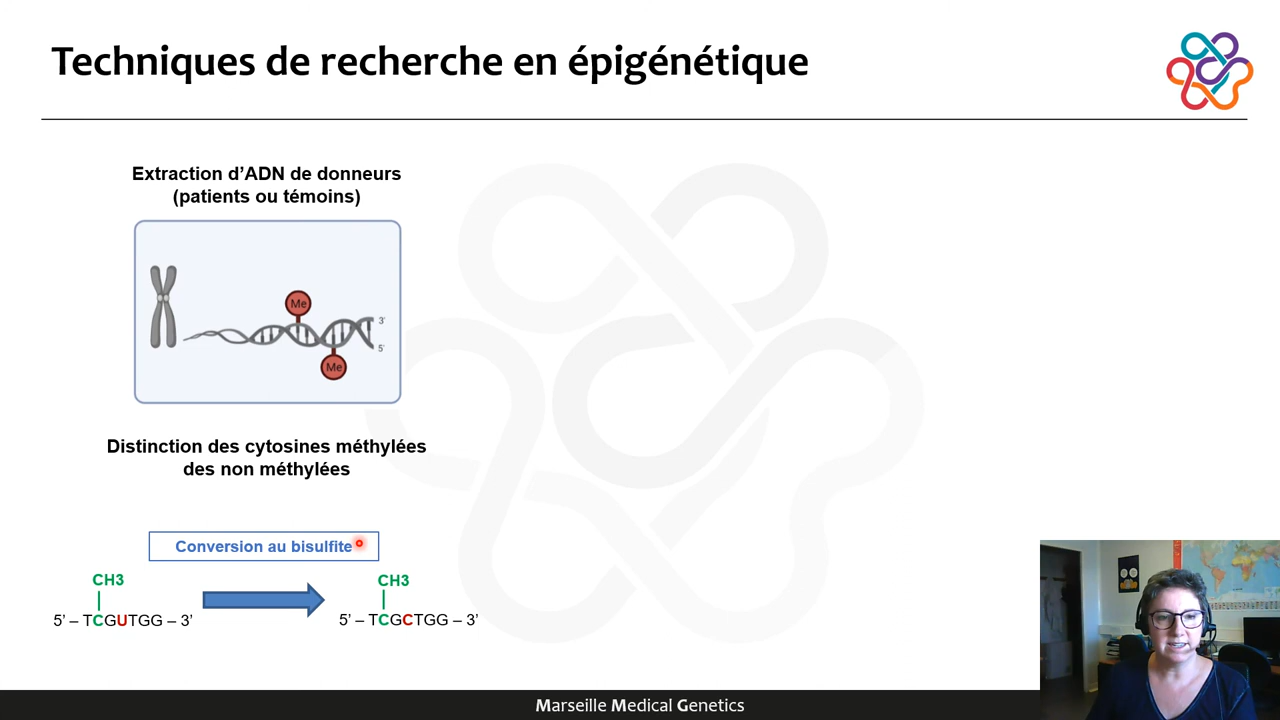 Techniques de recherche en épigénétique
Extraction d'ADN de donneurs
(patients ou témoins)
Me
3'
5'
Me
Distinction des cytosines méthylées
des non méthylées
Conversion au bisulfite
CH3
5' – TCGUTGG – 3'
CH3
5' – TCGCTGG – 3'
Marseille Medical Genetics